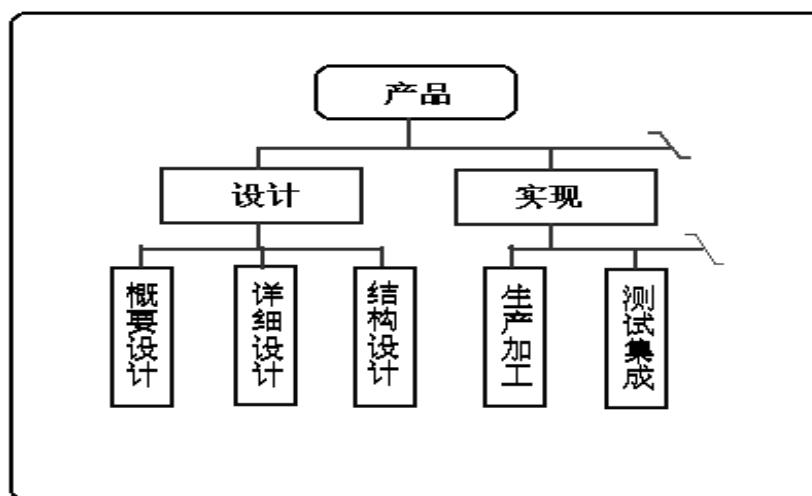 产品
设计
实现
概要设计
详细设计
结构设计
生产加工
测试集成